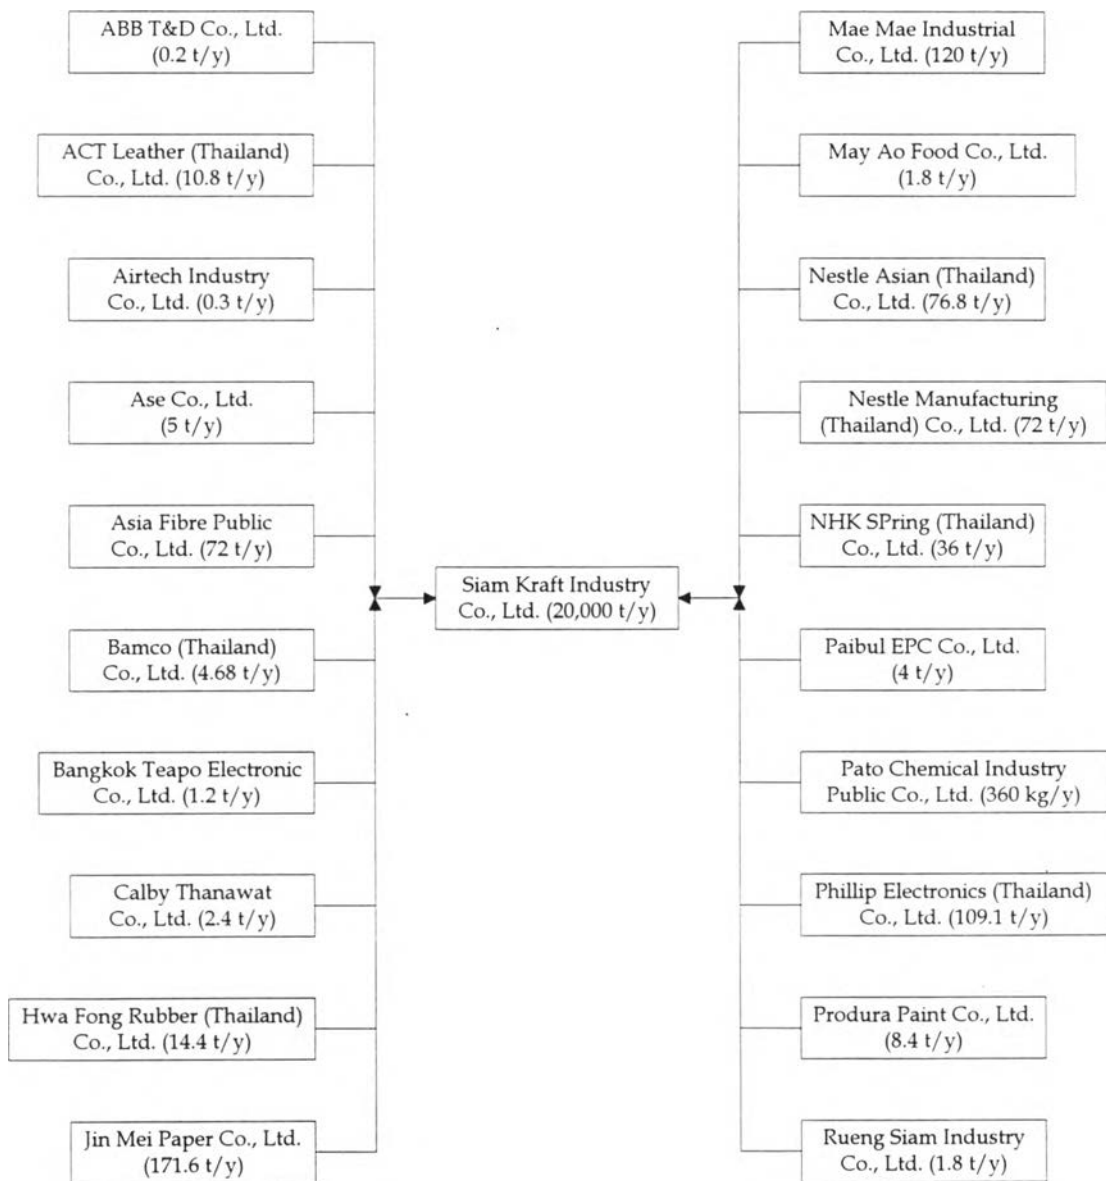 ABB T&D Co., Ltd.
(0.2 t/y)
ACT Leather (Thailand)
Co., Ltd. (10.8 t/y)
Airtech Industry
Co., Ltd. (0.3 t/y)
Ase Co., Ltd.
(5 t/y)
Asia Fibre Public
Co., Ltd. (72 t/y)
Bamco (Thailand)
Co., Ltd. (4.68 t/y)
Bangkok Teapo Electronic
Co., Ltd. (1.2 t/y)
Calby Thanawat
Co., Ltd. (2.4 t/y)
Hwa Fong Rubber (Thailand)
Co., Ltd. (14.4 t/y)
Jin Mei Paper Co., Ltd.
(171.6 t/y)
Siam Kraft Industry
Co., Ltd. (20,000 t/y)
Mae Mae Industrial
Co., Ltd. (120 t/y)
May Ao Food Co., Ltd.
(1.8 t/y)
Nestle Asian (Thailand)
Co., Ltd. (76.8 t/y)
Nestle Manufacturing
(Thailand) Co., Ltd. (72 t/y)
NHK SPring (Thailand)
Co., Ltd. (36 t/y)
Paibul EPC Co., Ltd.
(4 t/y)
Pato Chemical Industry
Public Co., Ltd. (360 kg/y)
Phillip Electronics (Thailand)
Co., Ltd. (109.1 t/y)
Produra Paint Co., Ltd.
(8.4 t/y)
Rueng Siam Industry
Co., Ltd. (1.8 t/y)